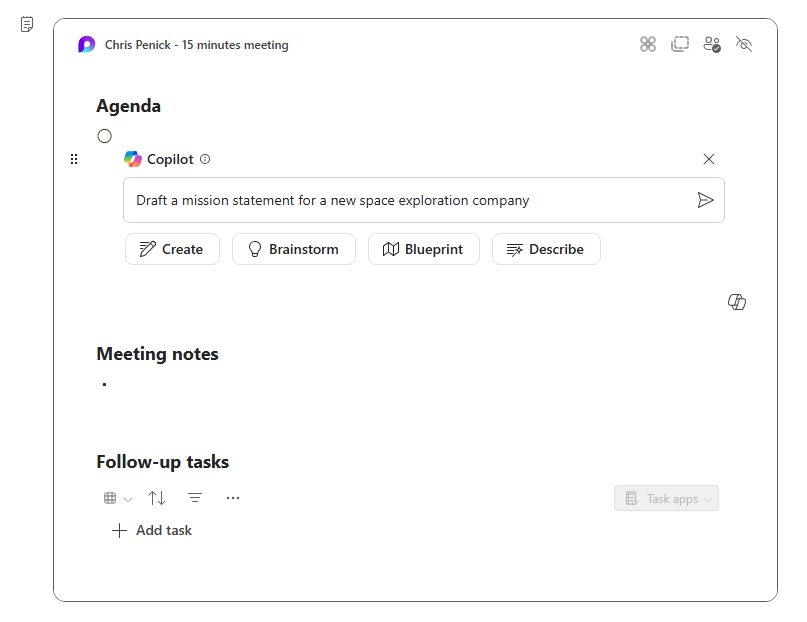 Chris Penick - 15 minutes meeting
Agenda
Copilot
Draft a mission statement for a new space exploration company
Create Brainstorm Blueprint Describe
Meeting notes
Follow-up tasks
Task apps
Add task